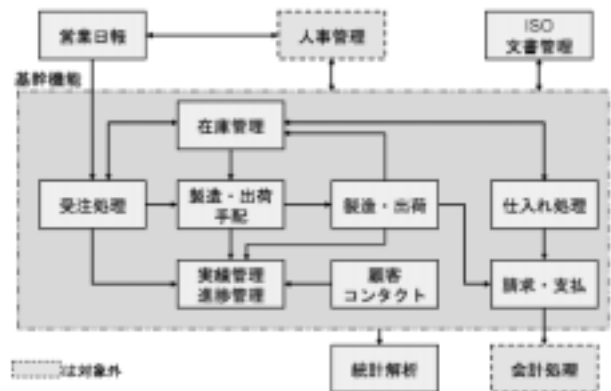 営業日報
人事管理
ISO
文書管理
基幹機能
在庫管理
受注処理
製造・出荷
手配
製造・出荷
仕入れ処理
実績管理
進捗管理
顧客
コンタクト
請求・支払
統計解析
会計処理
は対象外